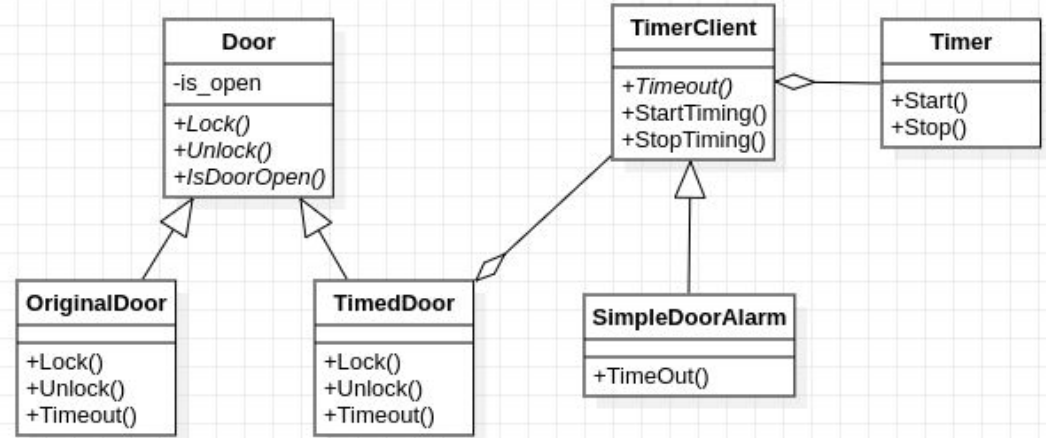 Door
-is_open
+Lock()
+Unlock()
+IsDoorOpen()
TimerClient
+Timeout()
+StartTiming()
+StopTiming()
Timer
+Start()
+Stop()
OriginalDoor
+Lock()
+Unlock()
+Timeout()
TimedDoor
+Lock()
+Unlock()
+Timeout()
SimpleDoorAlarm
+TimeOut()